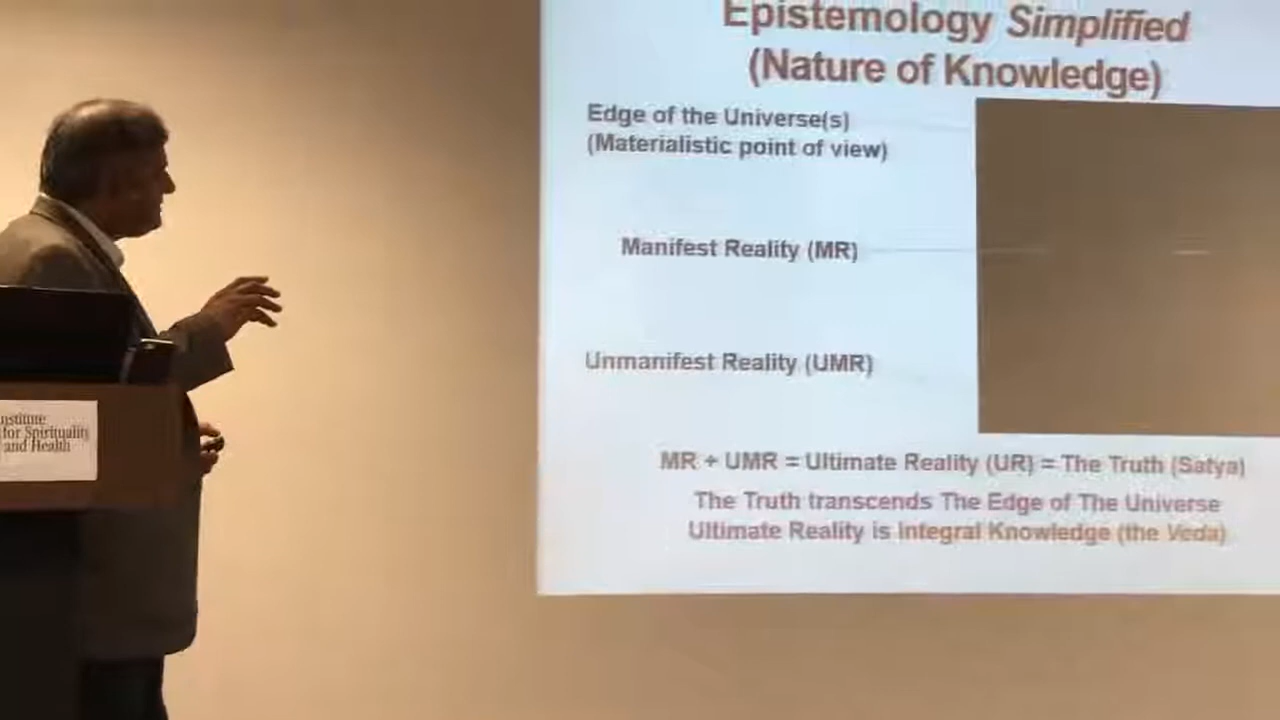 Epistemology Simplified
(Nature of Knowledge)
Edge of the Universe(s)
(Materialistic point of view)
Manifest Reality (MR)
Unmanifest Reality (UMR)
MR + UMR = Ultimate Reality (UR) = The Truth (Satya)
The Truth transcends The Edge of The Universe
Ultimate Reality is Integral Knowledge (the Veda)
nstitute
for Spirituality
and Health